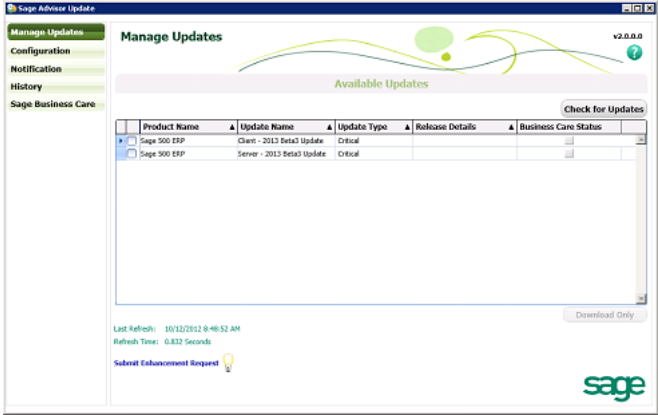 Sage Advisor Update
Manage Updates
Configuration
Notification
History
Sage Business Care
Manage Updates
v2.0.0.0
?
Available Updates
Check for Updates
Product Name Update Name Update Type Release Details Business Care Status
Sage 500 ERP Client - 2013 Beta3 Update Critical
Sage 500 ERP Server - 2013 Beta3 Update Critical
Download Only
Last Refresh: 10/12/2012 8:48:52 AM
Refresh Time: 0.832 Seconds
Submit Enhancement Request
sage